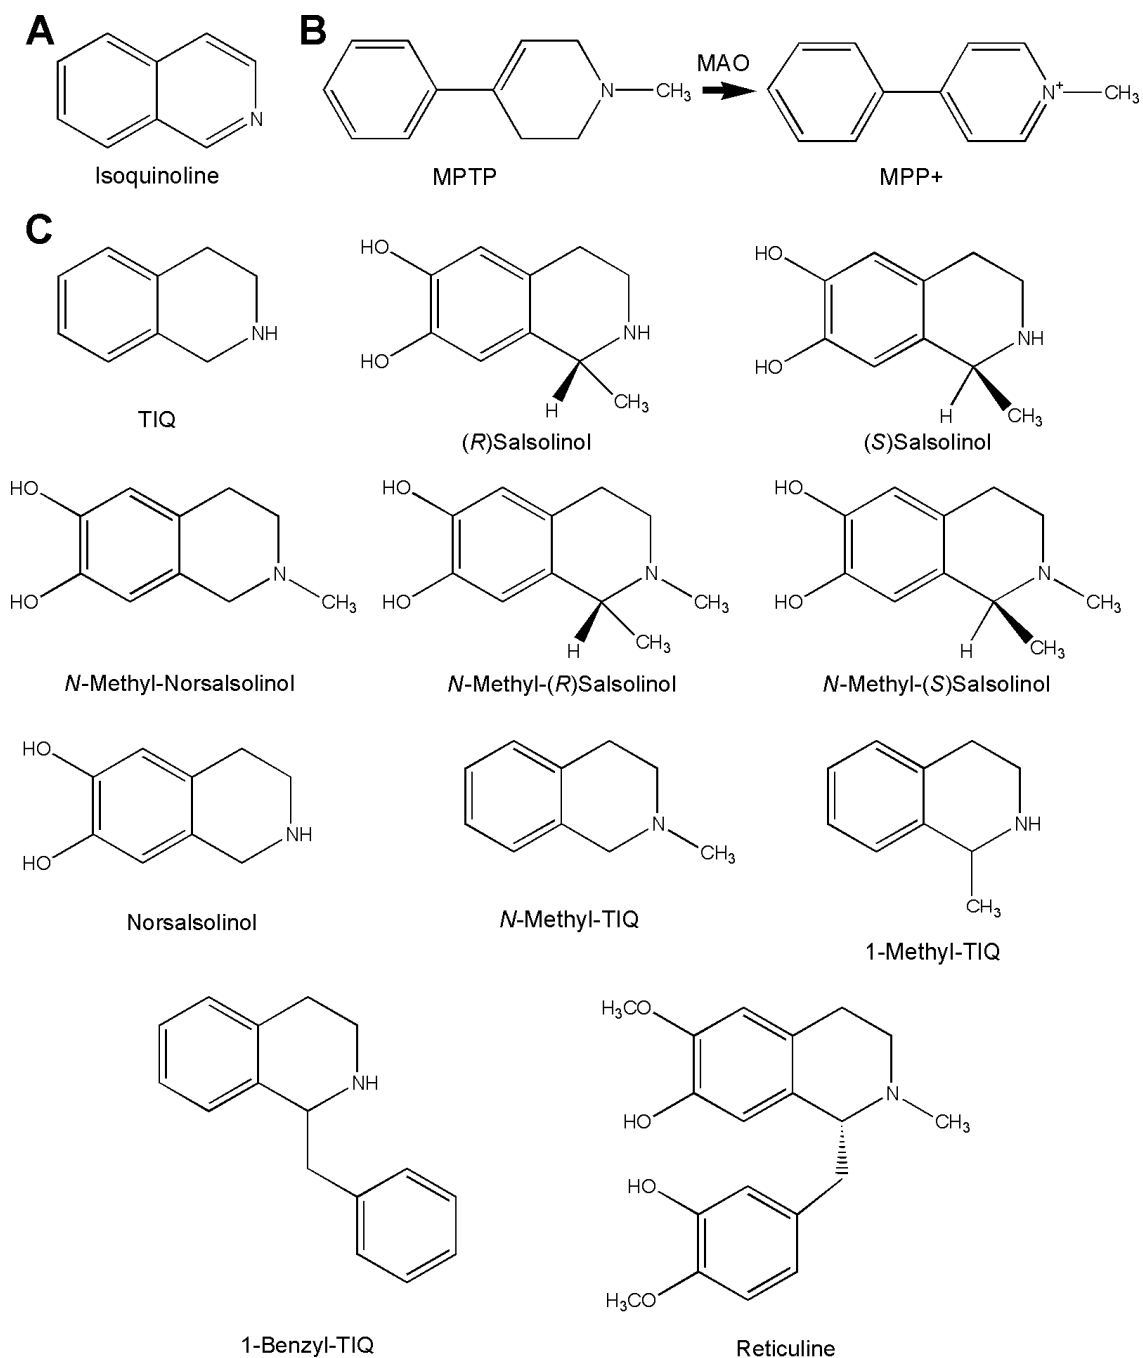 A
B
N
Isoquinoline
N
CH3
MPTP
MAO
N+
CH3
MPP+
C
NH
TIQ
HO
HO
NH
H
CH3
(R)Salsolinol
HO
HO
NH
H
CH3
(S)Salsolinol
HO
HO
N
CH3
N-Methyl-Norsalsolinol
HO
HO
N
CH3
H
CH3
N-Methyl-(R)Salsolinol
HO
HO
N
CH3
H
CH3
N-Methyl-(S)Salsolinol
HO
HO
NH
Norsalsolinol
N
CH3
N-Methyl-TIQ
NH
CH3
1-Methyl-TIQ
NH
1-Benzyl-TIQ
H3CO
HO
N
CH3
HO
H3CO
Reticuline